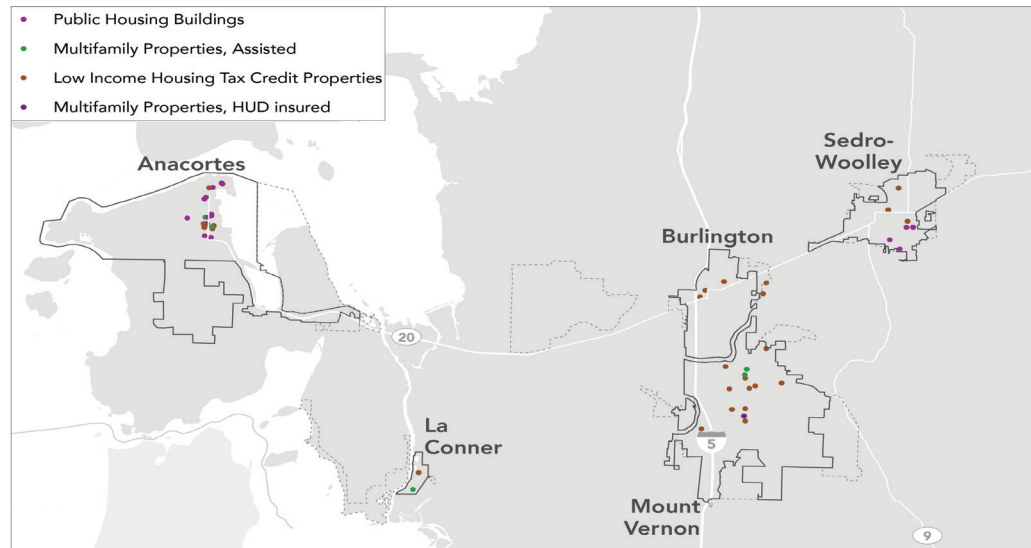 Public Housing Buildings
Multifamily Properties, Assisted
Low Income Housing Tax Credit Properties
Multifamily Properties, HUD insured
Anacortes
Sedro-
Woolley
Burlington
20
La
Conner
5
Mount
Vernon
9